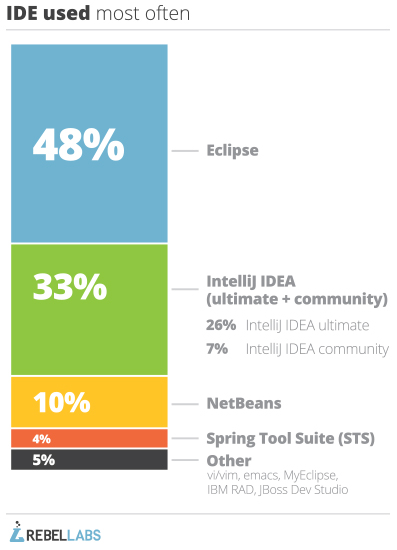 IDE used most often
48%
Eclipse
33%
IntelliJ IDEA
(ultimate + community)
26% IntelliJ IDEA ultimate
7% IntelliJ IDEA community
10%
NetBeans
4%
Spring Tool Suite (STS)
5%
Other
vi/vim, emacs, MyEclipse,
IBM RAD, JBoss Dev Studio
REBELLABS